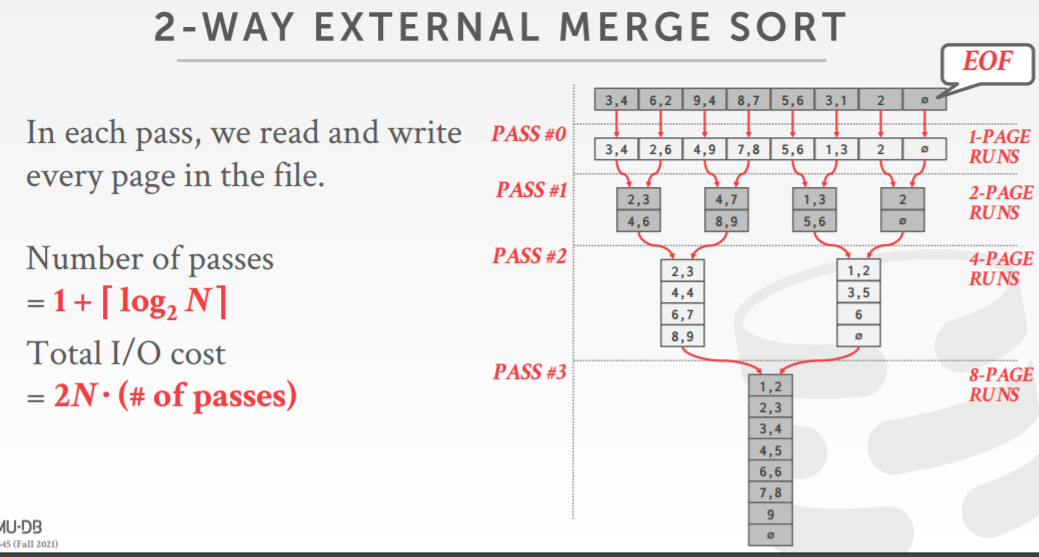 2-WAY EXTERNAL MERGE SORT
EOF
In each pass, we read and write
every page in the file.
Number of passes
= 1 + ⌈ log₂ N ⌉
Total I/O cost
= 2N · (# of passes)
3,4 6,2 9,4 8,7 5,6 3,1 2 ø
PASS #0
3,4 2,6 4,9 7,8 5,6 1,3 2 ø
1-PAGE
RUNS
PASS #1
2,3 4,7 1,3 2
4,6 8,9 5,6 ø
2-PAGE
RUNS
PASS #2
2,3 1,2
4,4 3,5
6,7 6
8,9 ø
4-PAGE
RUNS
PASS #3
1,2
2,3
3,4
4,5
6,6
7,8
9
ø
8-PAGE
RUNS
MU·DB
445 (Fall 2021)